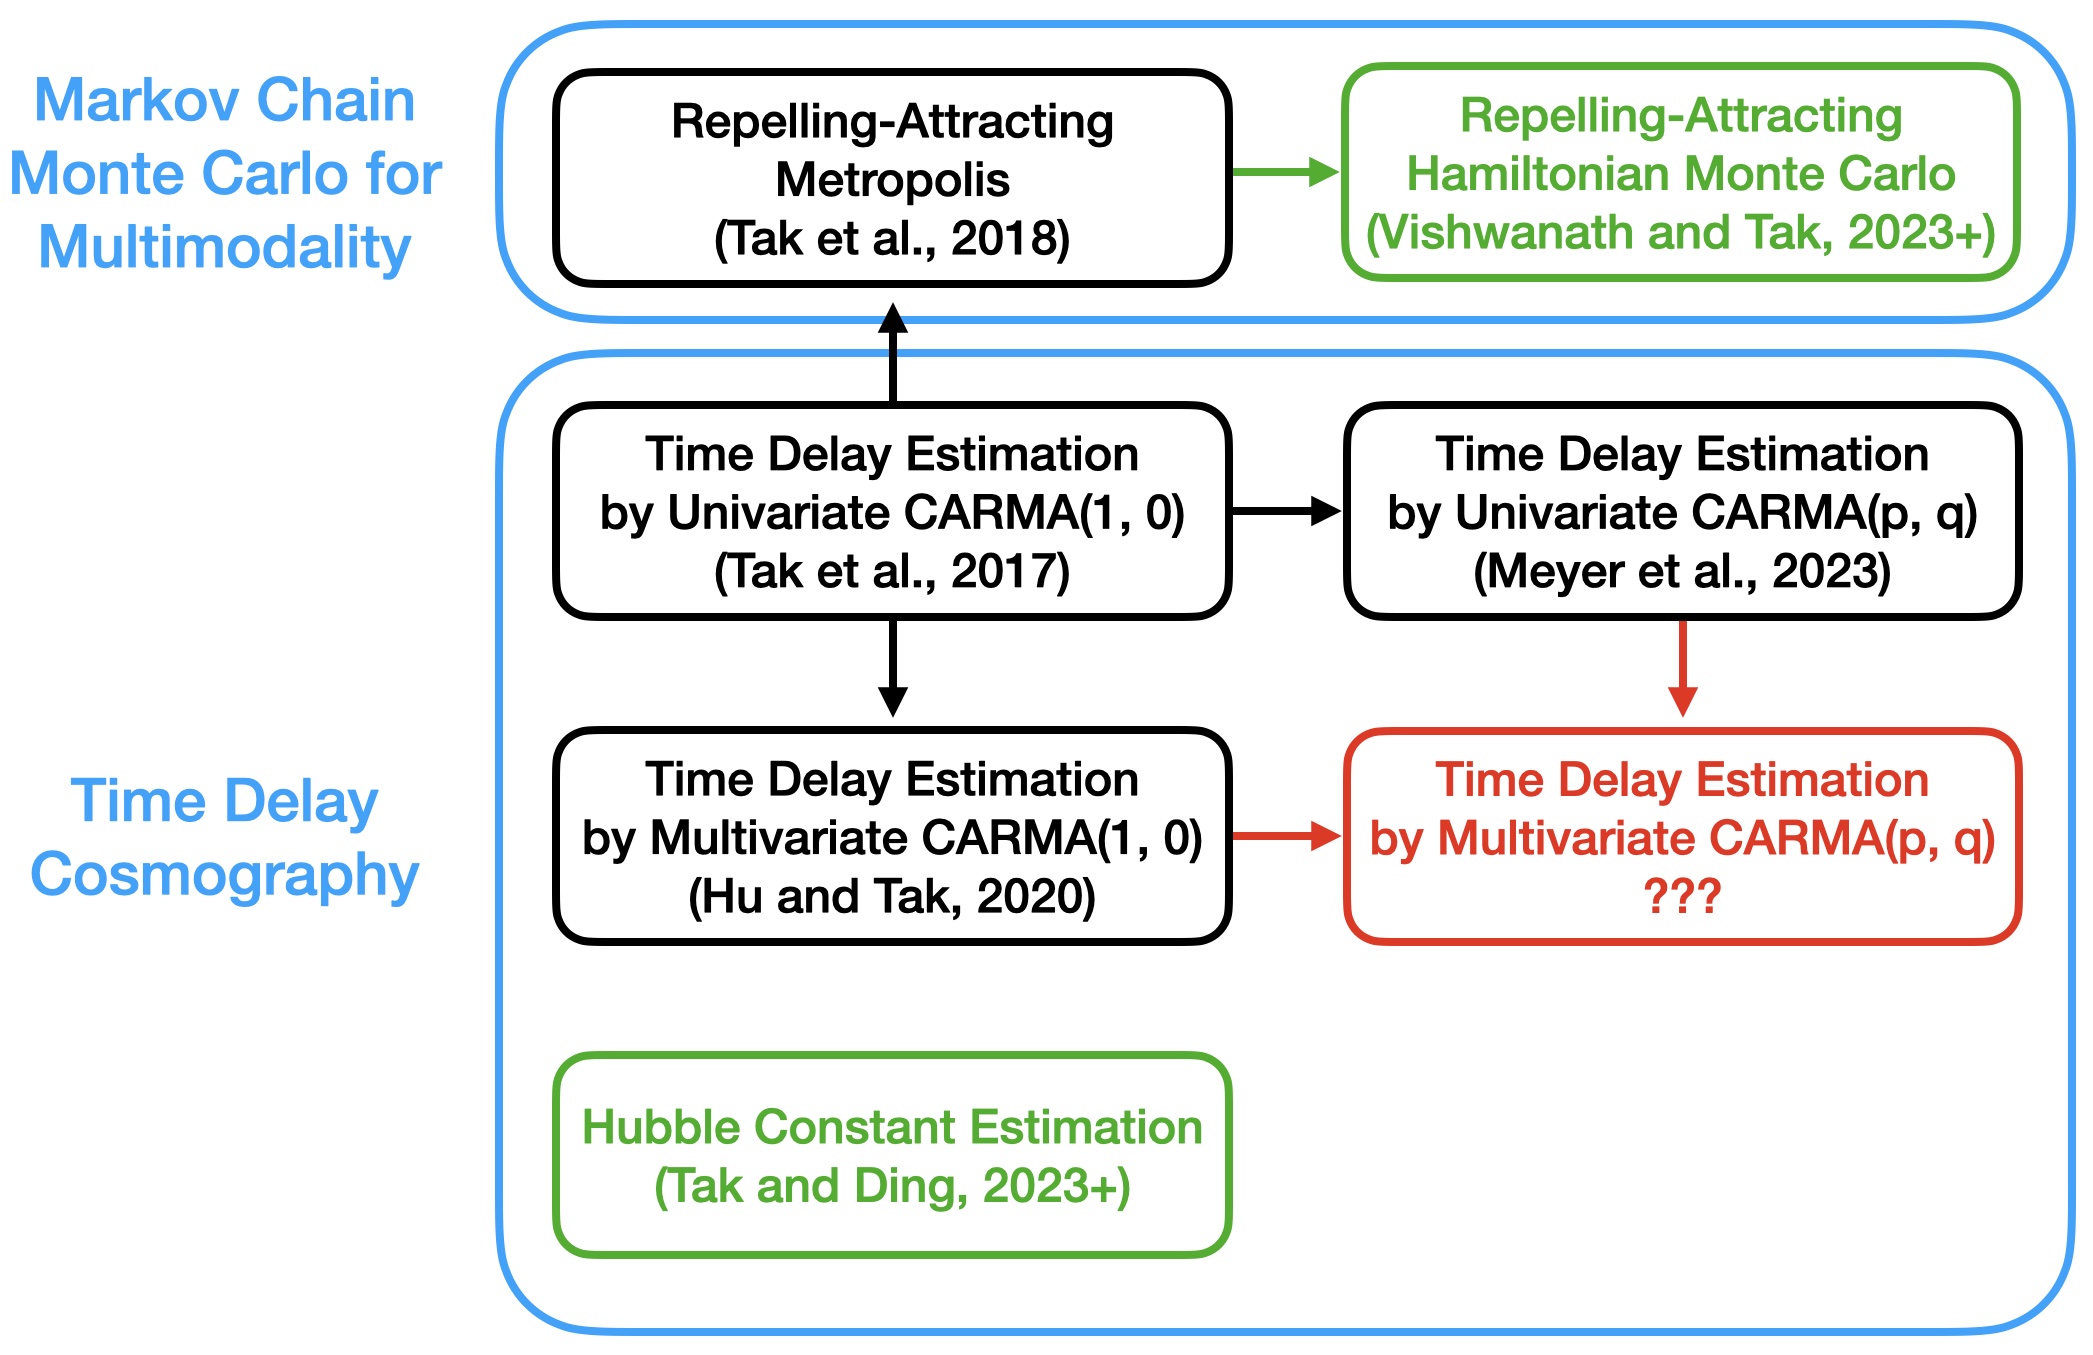 Markov Chain
Monte Carlo for
Multimodality
Repelling-Attracting
Metropolis
(Tak et al., 2018)
Repelling-Attracting
Hamiltonian Monte Carlo
(Vishwanath and Tak, 2023+)
Time Delay
Cosmography
Time Delay Estimation
by Univariate CARMA(1, 0)
(Tak et al., 2017)
Time Delay Estimation
by Univariate CARMA(p, q)
(Meyer et al., 2023)
Time Delay Estimation
by Multivariate CARMA(1, 0)
(Hu and Tak, 2020)
Time Delay Estimation
by Multivariate CARMA(p, q)
???
Hubble Constant Estimation
(Tak and Ding, 2023+)